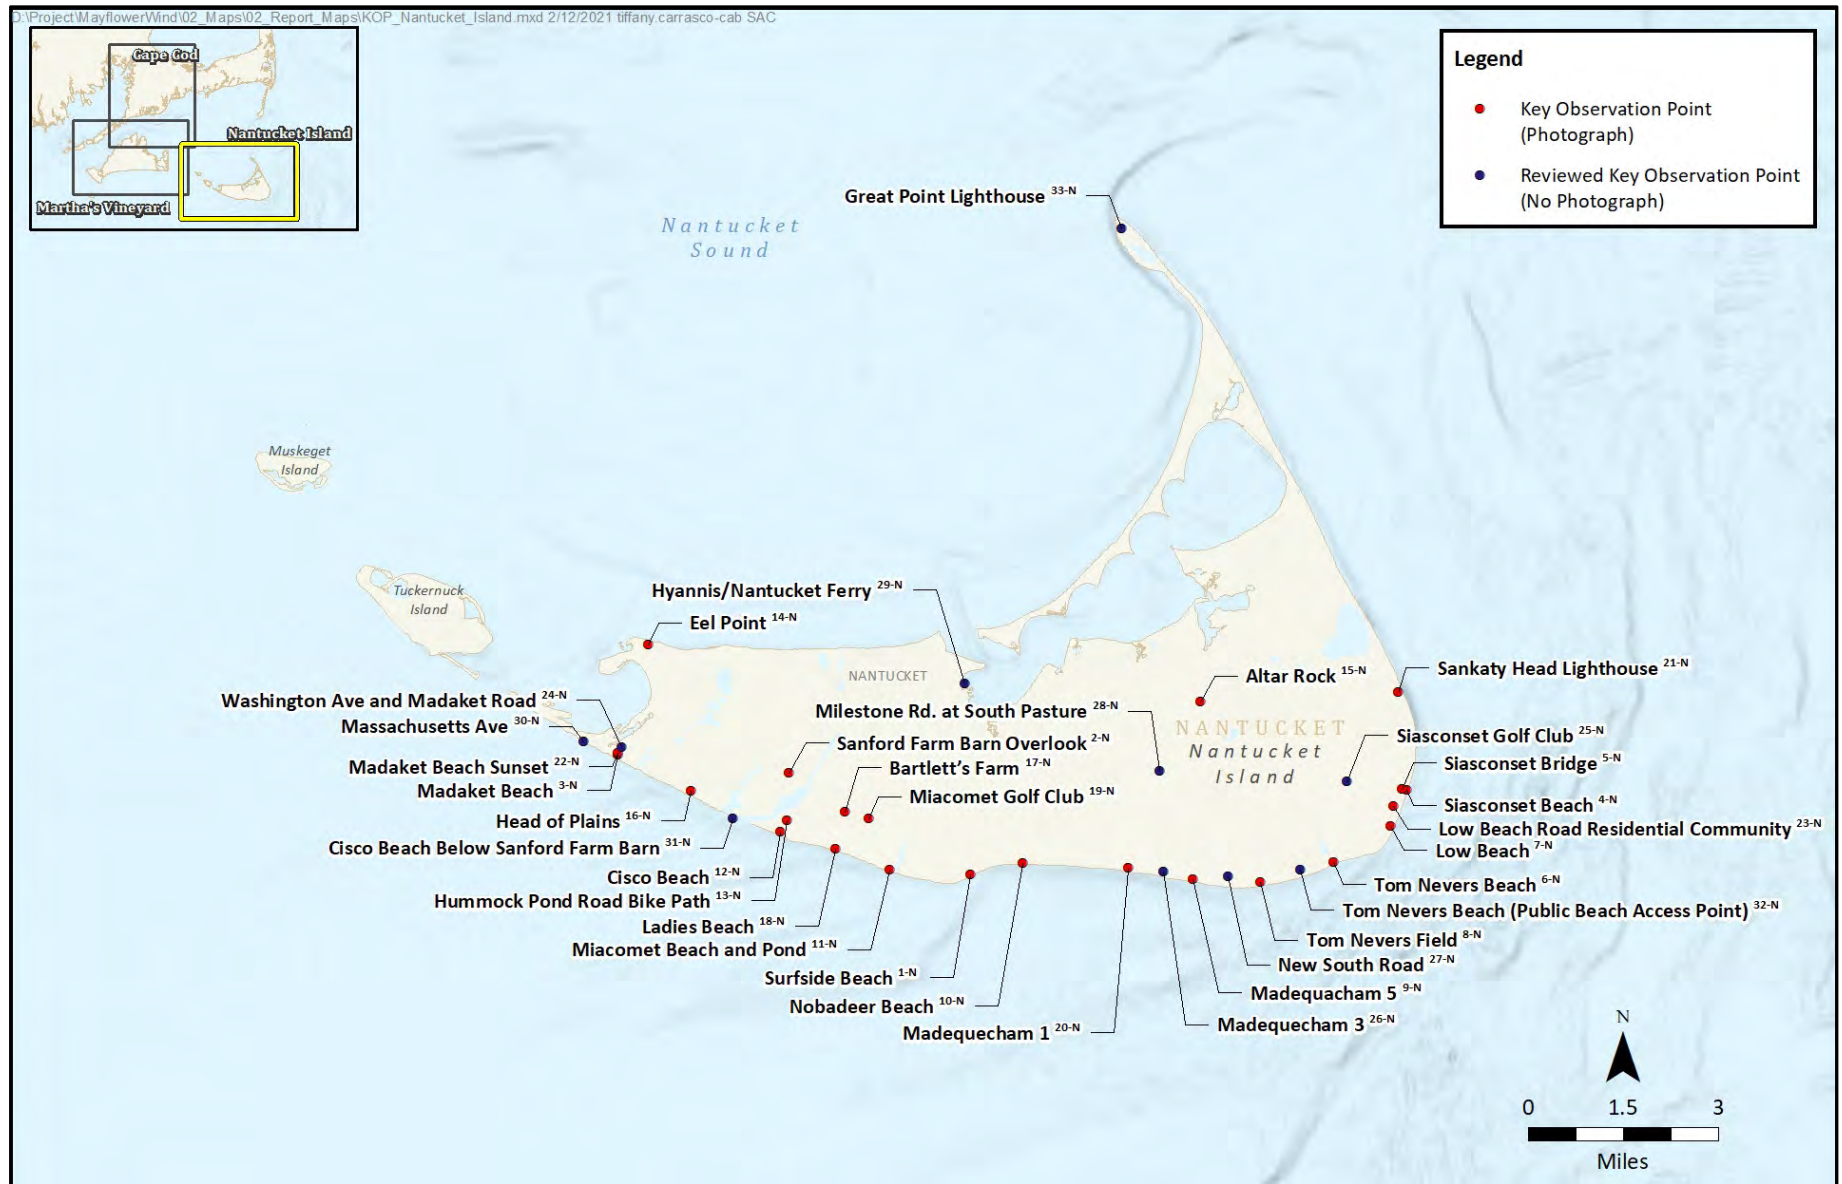 D:\Project\MayflowerWind\02_Maps\02_Report_Maps\KOP_Nantucket_Island.mxd 2/12/2021 tiffany.carrasco-cab SAC
Cape Cod
Nantucket Island
Martha's Vineyard
Legend
Key Observation Point
(Photograph)
Reviewed Key Observation Point
(No Photograph)
Great Point Lighthouse 33-N
Nantucket
Sound
Muskeget
Island
Tuckernuck
Island
Hyannis/Nantucket Ferry 29-N
Eel Point 14-N
NANTUCKET
Altar Rock 15-N
Sankaty Head Lighthouse 21-N
Washington Ave and Madaket Road 24-N
Massachusetts Ave 30-N
Milestone Rd. at South Pasture 28-N
NANTUCKET
Nantucket
Island
Sanford Farm Barn Overlook 2-N
Siasconset Golf Club 25-N
Madaket Beach Sunset 22-N
Bartlett's Farm 17-N
Siasconset Bridge 5-N
Madaket Beach 3-N
Miacomet Golf Club 19-N
Siasconset Beach 4-N
Head of Plains 16-N
Low Beach Road Residential Community 23-N
Cisco Beach Below Sanford Farm Barn 31-N
Low Beach 7-N
Cisco Beach 12-N
Tom Nevers Beach 6-N
Hummock Pond Road Bike Path 13-N
Tom Nevers Beach (Public Beach Access Point) 32-N
Ladies Beach 18-N
Tom Nevers Field 8-N
Miacomet Beach and Pond 11-N
New South Road 27-N
Surfside Beach 1-N
Madequacham 5 9-N
Nobadeer Beach 10-N
Madequecham 3 26-N
Madequecham 1 20-N
N
0 1.5 3
Miles